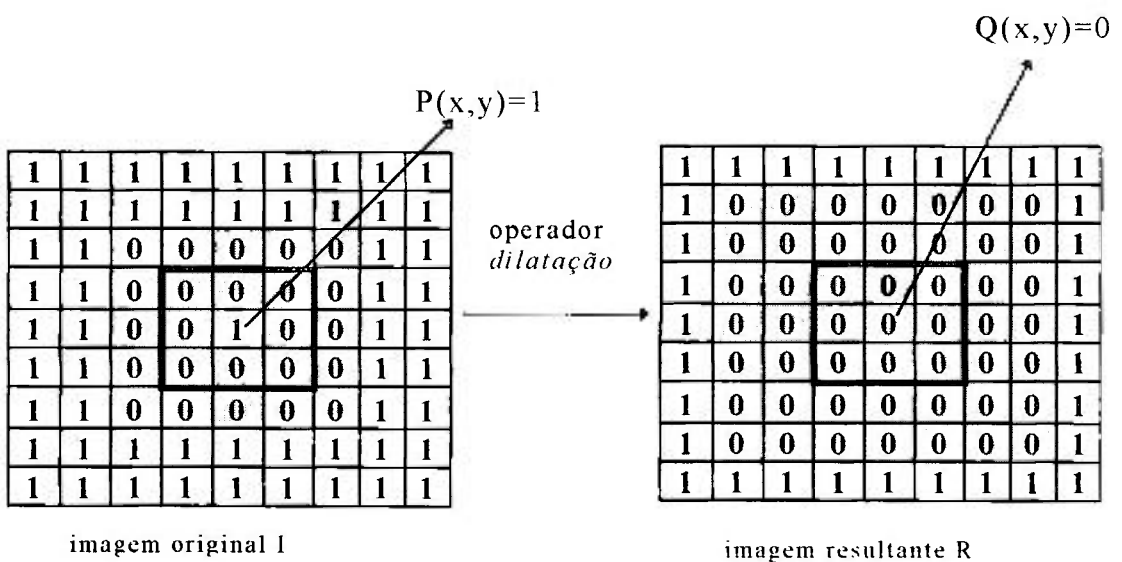 Q(x,y)=0
P(x,y)=1
1 1 1 1 1 1 1 1 1
1 1 1 1 1 1 1 1 1
1 1 0 0 0 0 0 1 1
1 1 0 0 0 0 0 1 1
1 1 0 0 1 0 0 1 1
1 1 0 0 0 0 0 1 1
1 1 0 0 0 0 0 1 1
1 1 1 1 1 1 1 1 1
1 1 1 1 1 1 1 1 1
imagem original I
operador
dilatação
1 1 1 1 1 1 1 1 1
1 0 0 0 0 0 0 0 1
1 0 0 0 0 0 0 0 1
1 0 0 0 0 0 0 0 1
1 0 0 0 0 0 0 0 1
1 0 0 0 0 0 0 0 1
1 0 0 0 0 0 0 0 1
1 0 0 0 0 0 0 0 1
1 1 1 1 1 1 1 1 1
imagem resultante R